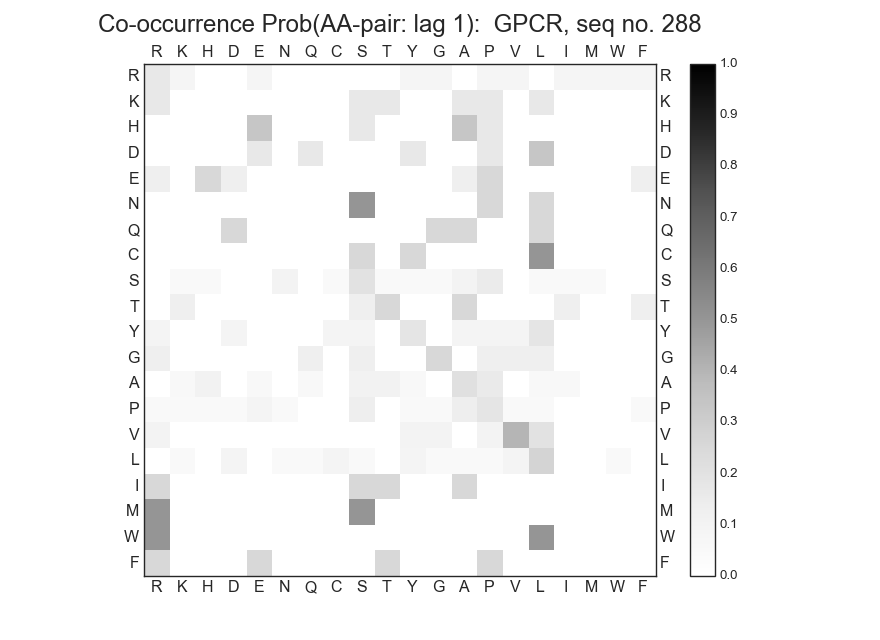 Co-occurrence Prob(AA-pair: lag 1):  GPCR, seq no. 288
R K H D E N Q C S T Y G A P V L I M W F
R R 1.0
K K 0.9
H H
D D 0.8
E E
N N 0.7
Q Q 0.6
C C
S S 0.5
T T
Y Y 0.4
G G
A A 0.3
P P
V V 0.2
L L
I I 0.1
M M
W W
F F 0.0
R K H D E N Q C S T Y G A P V L I M W F